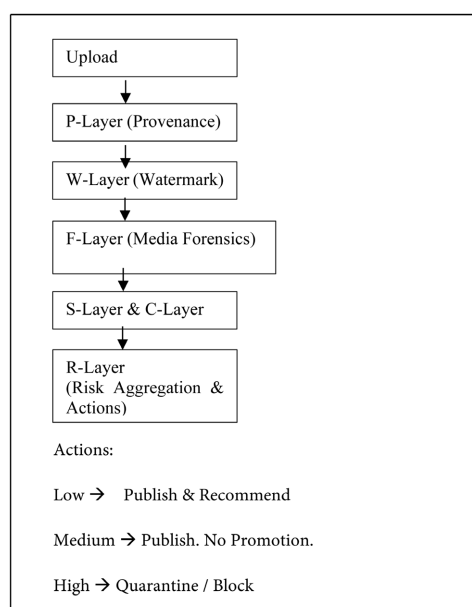 Upload
P-Layer (Provenance)
W-Layer (Watermark)
F-Layer (Media Forensics)
S-Layer & C-Layer
R-Layer
(Risk Aggregation &
Actions)
Actions:
Low → Publish & Recommend
Medium → Publish. No Promotion.
High → Quarantine / Block